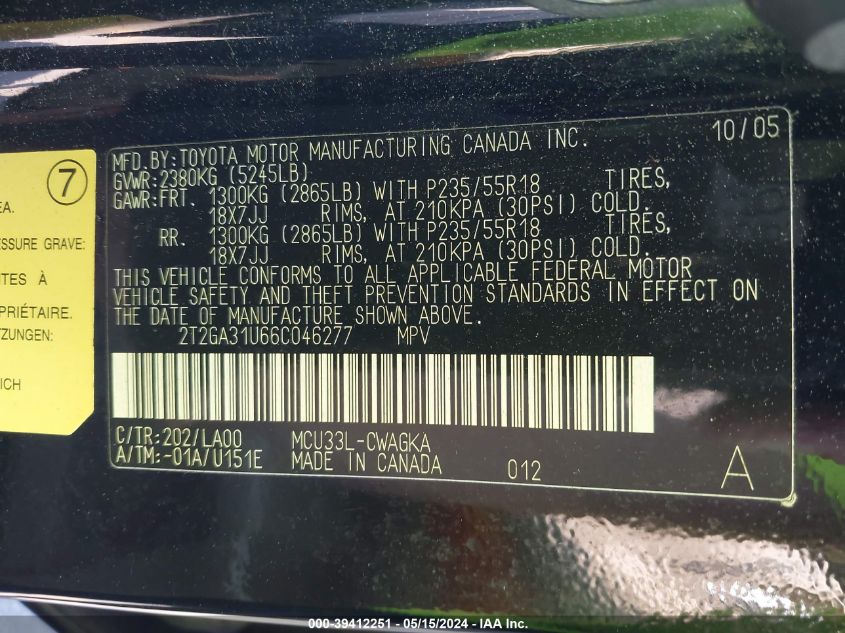 7
EA.
ESSURE GRAVE:
NTES À
PRIÉTAIRE.
TZUNGEN:
ICH
10/05
MFD.BY:TOYOTA MOTOR MANUFACTURING CANADA INC.
GVWR:2380KG (5245LB)
GAWR:FRT. 1300KG (2865LB) WITH P235/55R18 TIRES,
18X7JJ RIMS, AT 210KPA (30PSI) COLD.
RR. 1300KG (2865LB) WITH P235/55R18 TIRES,
18X7JJ RIMS, AT 210KPA (30PSI) COLD.
THIS VEHICLE CONFORMS TO ALL APPLICABLE FEDERAL MOTOR
VEHICLE SAFETY AND THEFT PREVENTION STANDARDS IN EFFECT ON
THE DATE OF MANUFACTURE SHOWN ABOVE.
2T2GA31U66C046277 MPV
C/TR:202/LA00 MCU33L-CWAGKA
A/TM:-01A/U151E MADE IN CANADA 012 A
000-39412251 - 05/15/2024 - IAA Inc.